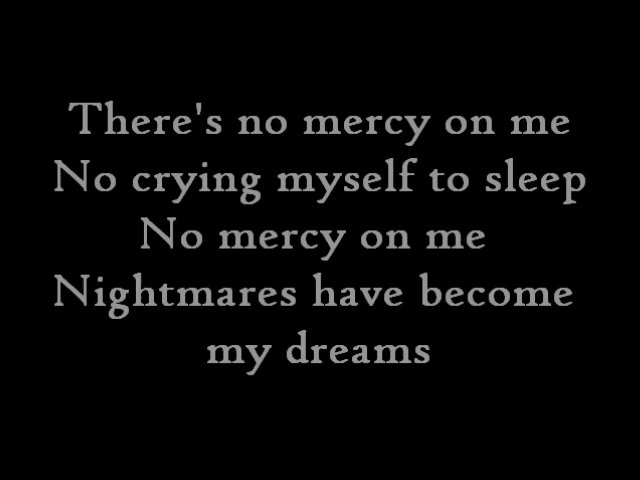 There's no mercy on me
No crying myself to sleep
No mercy on me
Nightmares have become
my dreams